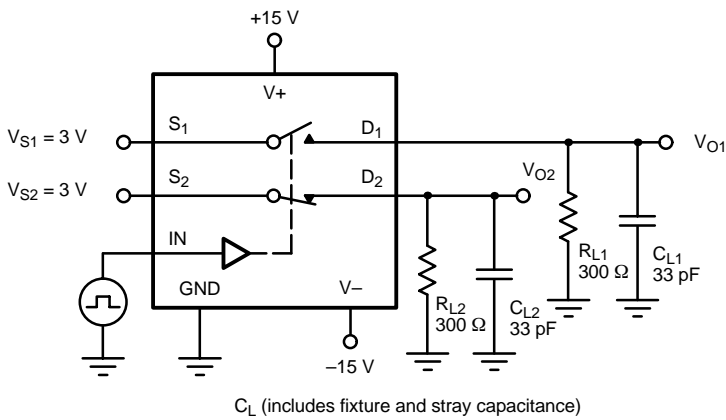 +15 V
V+
V_S1 = 3 V
S_1
D_1
V_O1
V_S2 = 3 V
S_2
D_2
V_O2
IN
R_L1
300 Ω
C_L1
33 pF
GND
V–
R_L2
300 Ω
C_L2
33 pF
–15 V
C_L (includes fixture and stray capacitance)